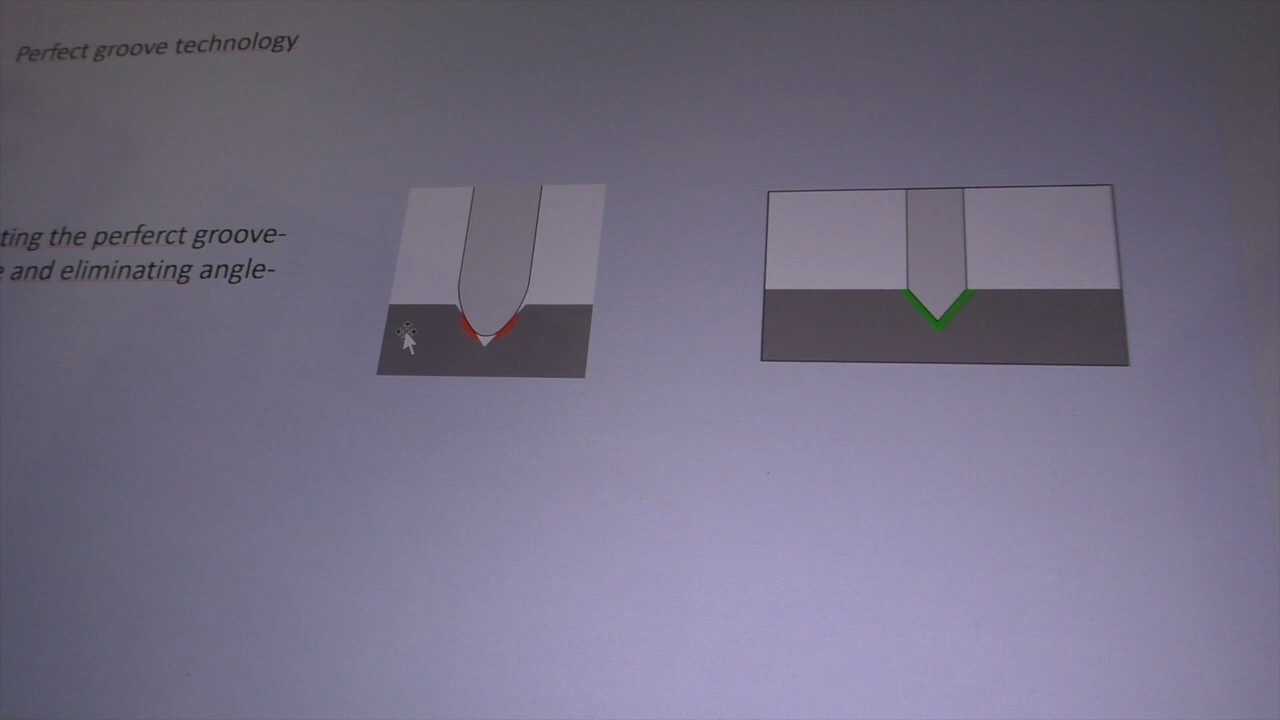 Perfect groove technology
ting the perferct groove-
and eliminating angle-